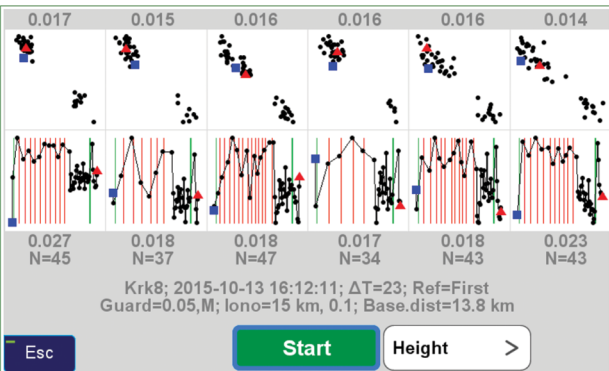 0.017 0.015 0.016 0.016 0.016 0.014
0.027 0.018 0.018 0.017 0.018 0.023
N=45 N=37 N=47 N=34 N=43 N=43
Krk8; 2015-10-13 16:12:11; ΔT=23; Ref=First
Guard=0.05,M; Iono=15 km, 0.1; Base.dist=13.8 km
Esc Start Height >